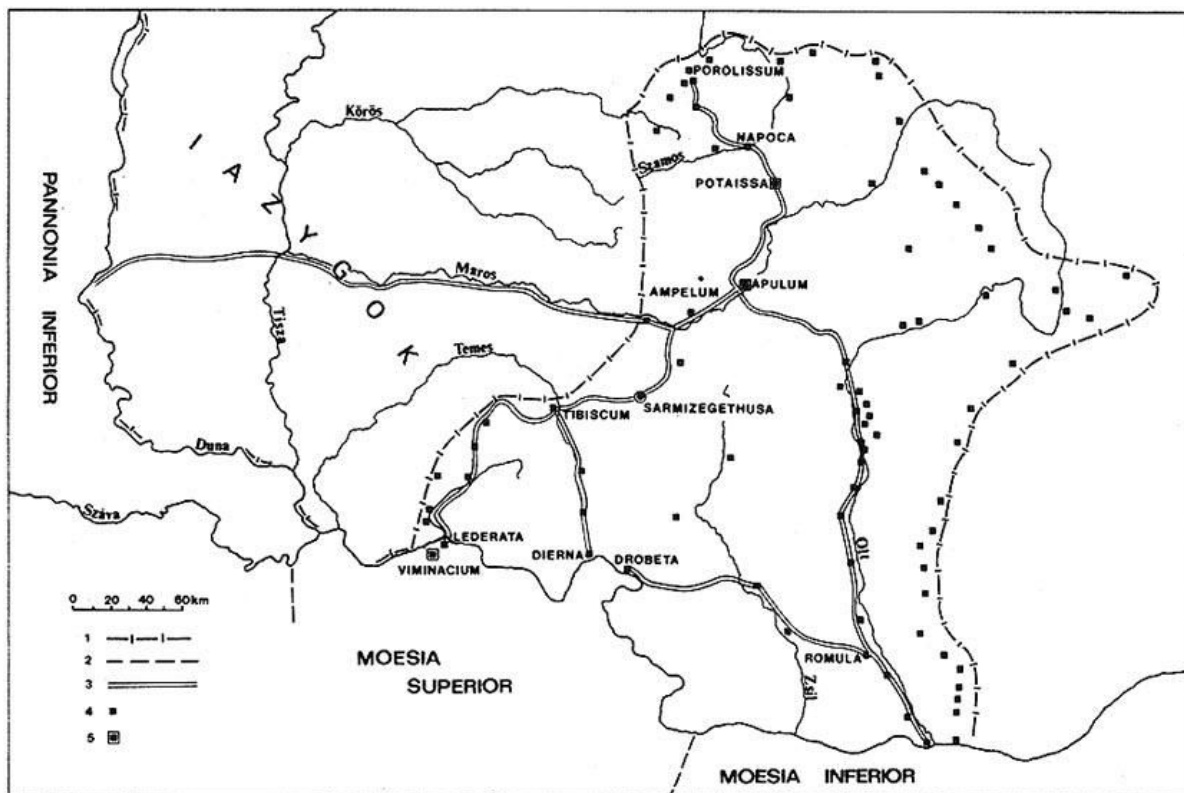 POROLISSUM
Körös
NAPOCA
Szamos
POTAISSA
I A Z Y G O K
PANNONIA INFERIOR
Maros
AMPELUM
APULUM
Tisza
Temes
SARMIZEGETHUSA
TIBISCUM
Duna
Száva
LEDERATA
VIMINACIUM
DIERNA
DROBETA
Olt
0 20 40 60km
1
2
3
4
5
MOESIA
SUPERIOR
ROMULA
Zsil
MOESIA INFERIOR